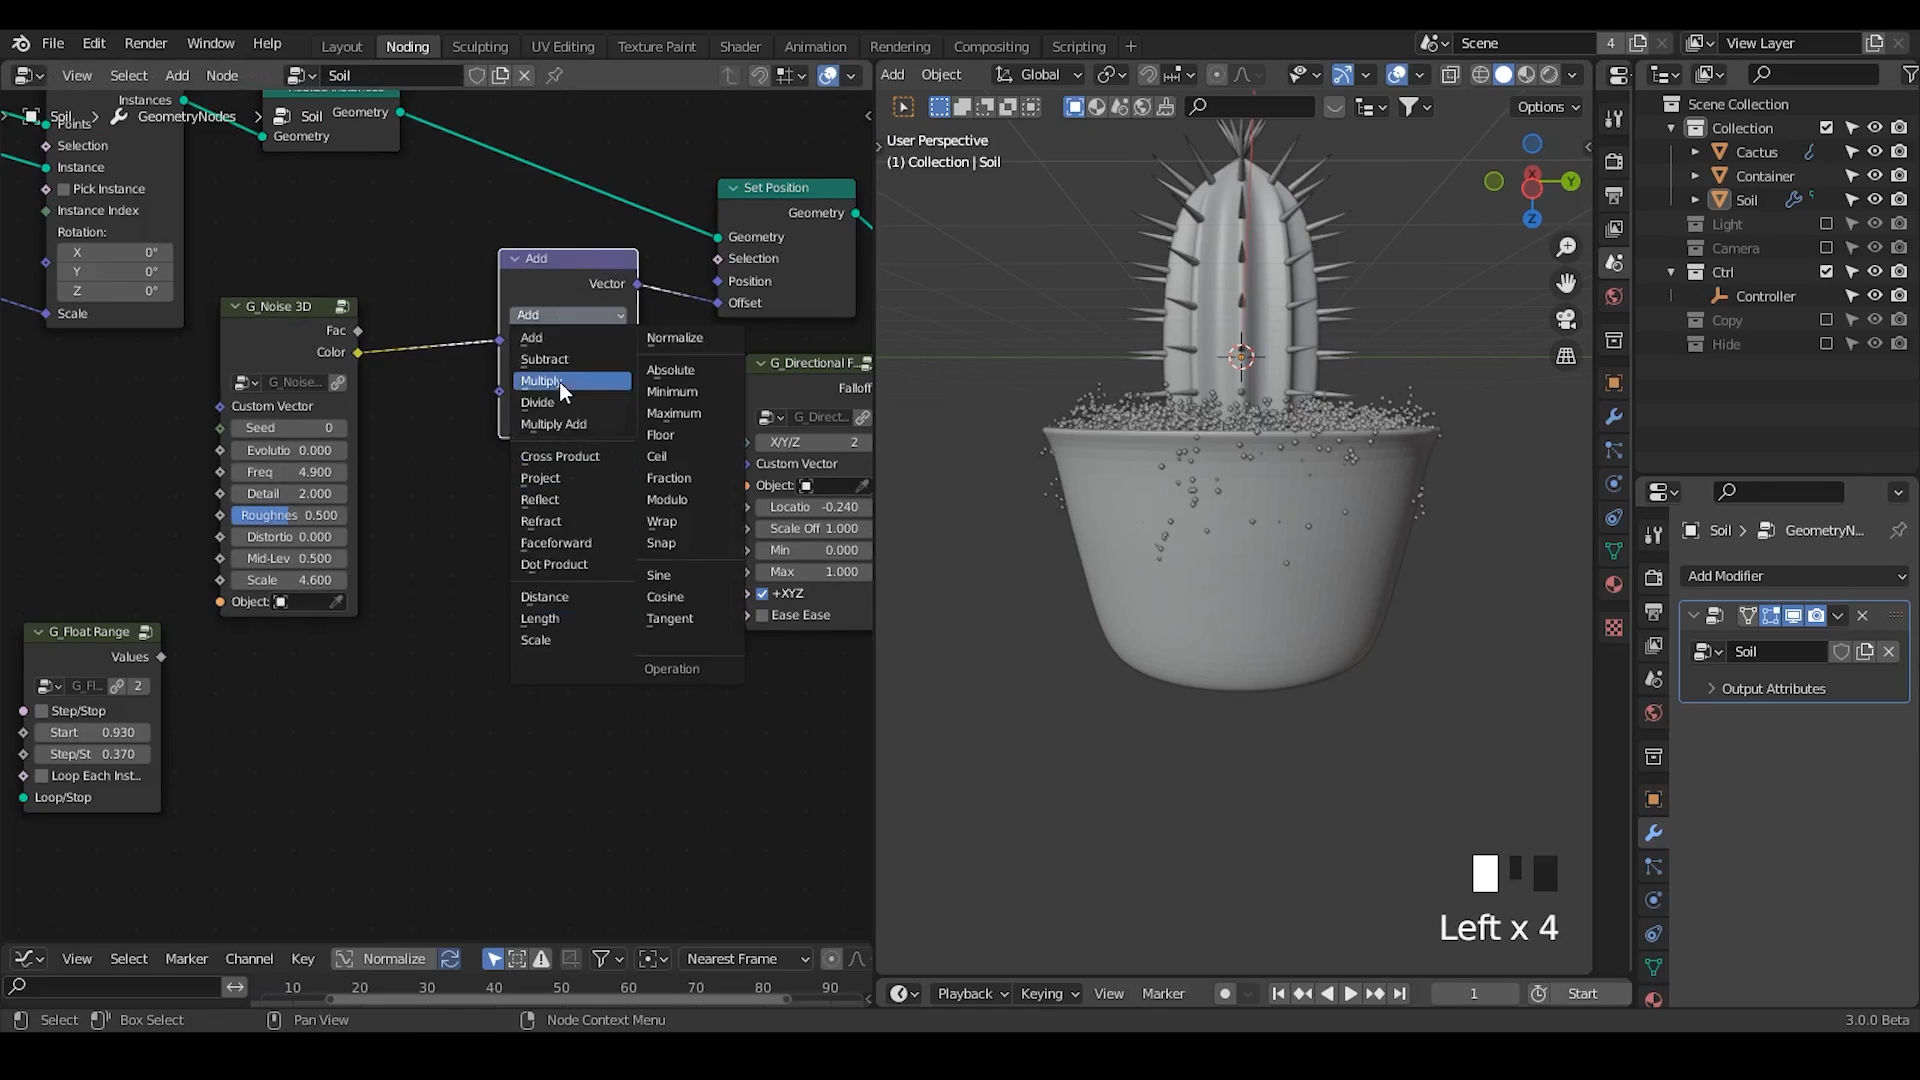 File Edit Render Window Help
Layout Noding Sculpting UV Editing Texture Paint Shader Animation Rendering Compositing Scripting +
Scene 4
View Layer
View Select Add Node
Soil
Add Object
Global
Options
Soil > GeometryNodes > Soil
Instances
Points
Selection
Instance
Pick Instance
Instance Index
Rotation:
X 0°
Y 0°
Z 0°
Scale
Geometry
Geometry
Set Position
Geometry
Geometry
Selection
Position
Offset
G_Noise 3D
Fac
Color
G_Noise...
Custom Vector
Seed 0
Evolutio 0.000
Freq 4.900
Detail 2.000
Roughnes 0.500
Distortio 0.000
Mid-Lev 0.500
Scale 4.600
Object:
G_Float Range
Values
G_Fl... 2
Step/Stop
Start 0.930
Step/St 0.370
Loop Each Inst...
Loop/Stop
Add
Vector
Add
Add
Subtract
Multiply
Divide
Multiply Add
Cross Product
Project
Reflect
Refract
Faceforward
Dot Product
Distance
Length
Scale
Normalize
Absolute
Minimum
Maximum
Floor
Ceil
Fraction
Modulo
Wrap
Snap
Sine
Cosine
Tangent
Operation
G_Directional F...
Falloff
G_Direct...
X/Y/Z 2
Custom Vector
Object:
Locatio -0.240
Scale Off 1.000
Min 0.000
Max 1.000
+XYZ
Ease Ease
User Perspective
(1) Collection | Soil
X
Y
Z
Left x 4
Scene Collection
Collection
Cactus
Container
Soil
Light
Camera
Ctrl
Controller
Copy
Hide
Soil > GeometryN...
Add Modifier
Soil
Output Attributes
View Select Marker Channel Key Normalize Nearest Frame
10 20 30 40 50 60 70 80 90
Playback Keying View Marker 1 Start
Select Box Select Pan View Node Context Menu 3.0.0 Beta